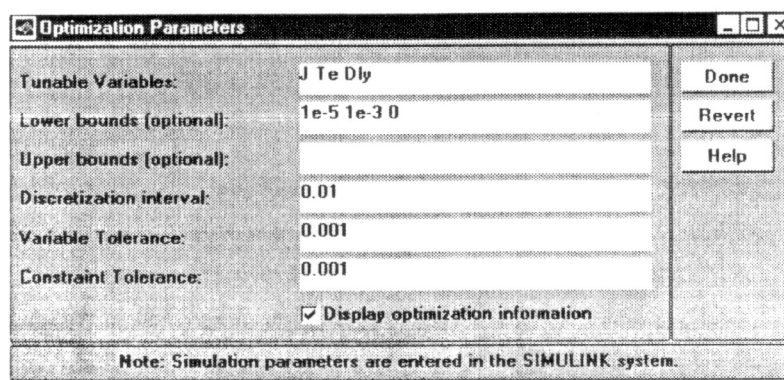 Optimization Parameters
Tunable Variables: J Te Dly Done
Lower bounds (optional): 1e-5 1e-3 0 Revert
Upper bounds (optional): Help
Discretization interval: 0.01
Variable Tolerance: 0.001
Constraint Tolerance: 0.001
Display optimization information
Note: Simulation parameters are entered in the SIMULINK system.